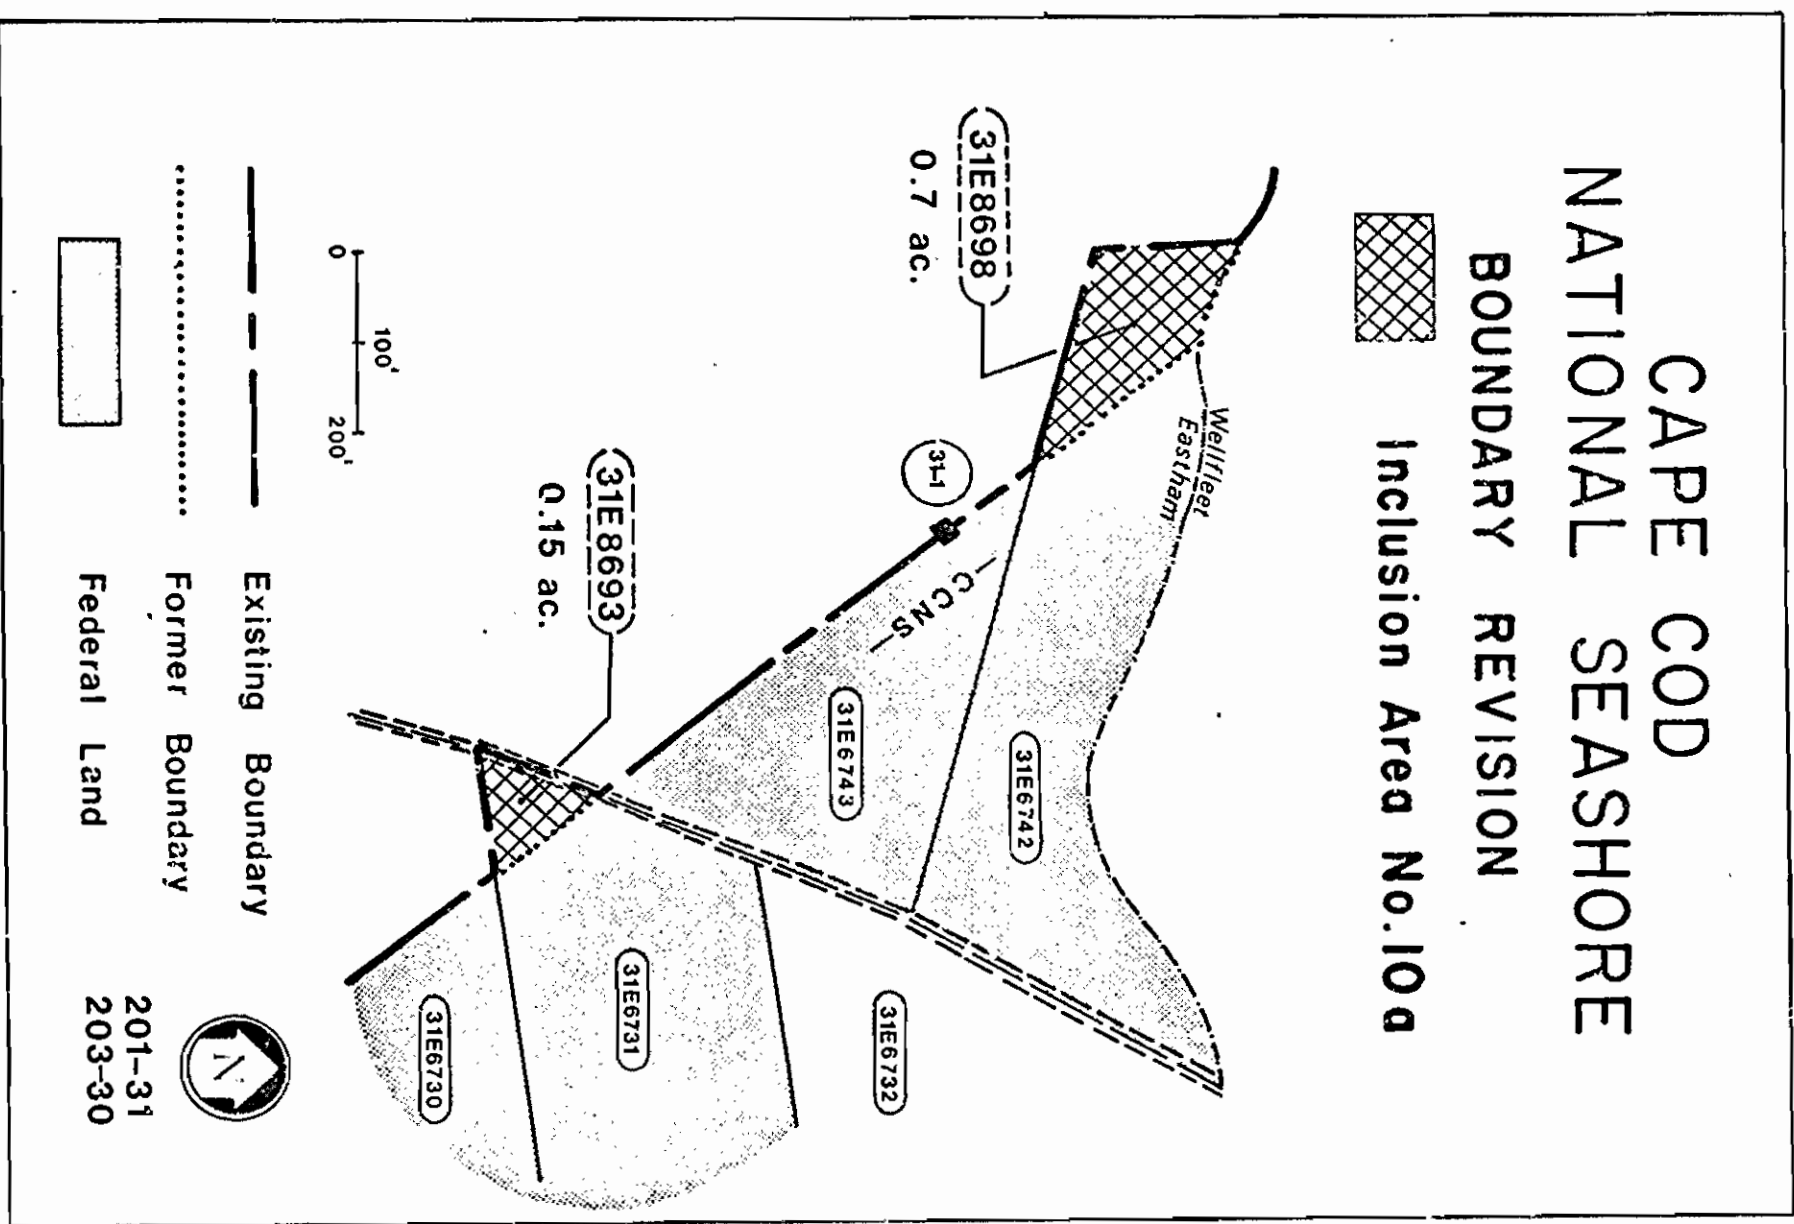 CAPE COD
NATIONAL SEASHORE
BOUNDARY REVISION
Inclusion Area No.10a
Wellfleet
Eastham
31E8698
0.7 ac.
31-1
CCNS
31E6742
31E6743
31E6732
31E8693
0.15 ac.
31E6731
31E6730
0 100' 200'
Existing Boundary
Former Boundary
Federal Land
N
201-31
203-30